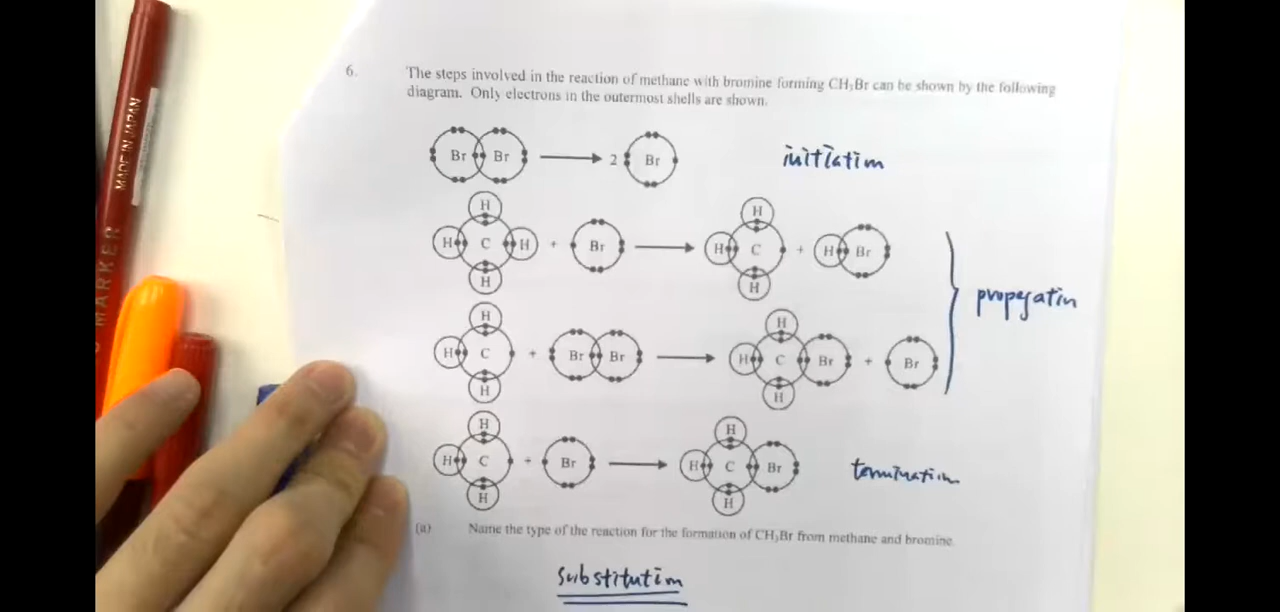 MADE IN JAPAN
MARKER
6. The steps involved in the reaction of methane with bromine forming CH₃Br can be shown by the following
diagram. Only electrons in the outermost shells are shown.
Br Br 2 Br initiation
H H
H C H + Br H C + H Br
H H
propagation
H H
H C + Br Br H C Br + Br
H H
H H
H C + Br H C Br termination
H H
(a) Name the type of the reaction for the formation of CH₃Br from methane and bromine.
substitution